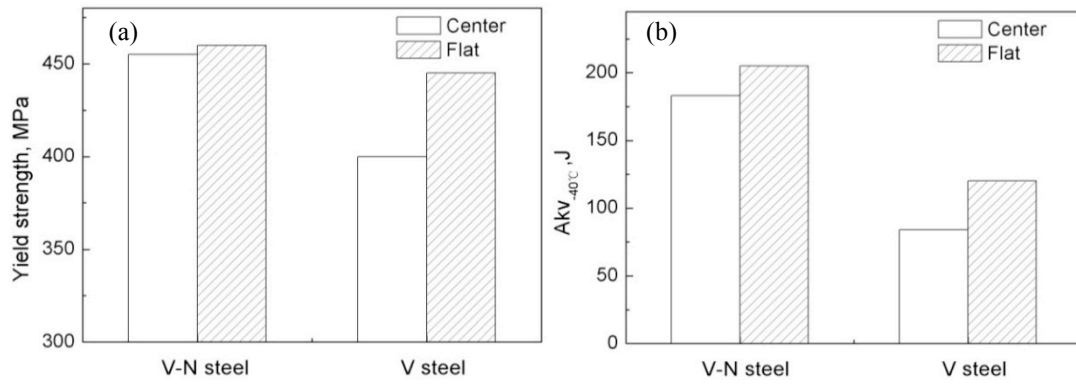 (a)
Center
Flat
Yield strength, MPa
450
400
350
300
V-N steel
V steel
(b)
Center
Flat
Akv-40℃,J
200
150
100
50
0
V-N steel
V steel